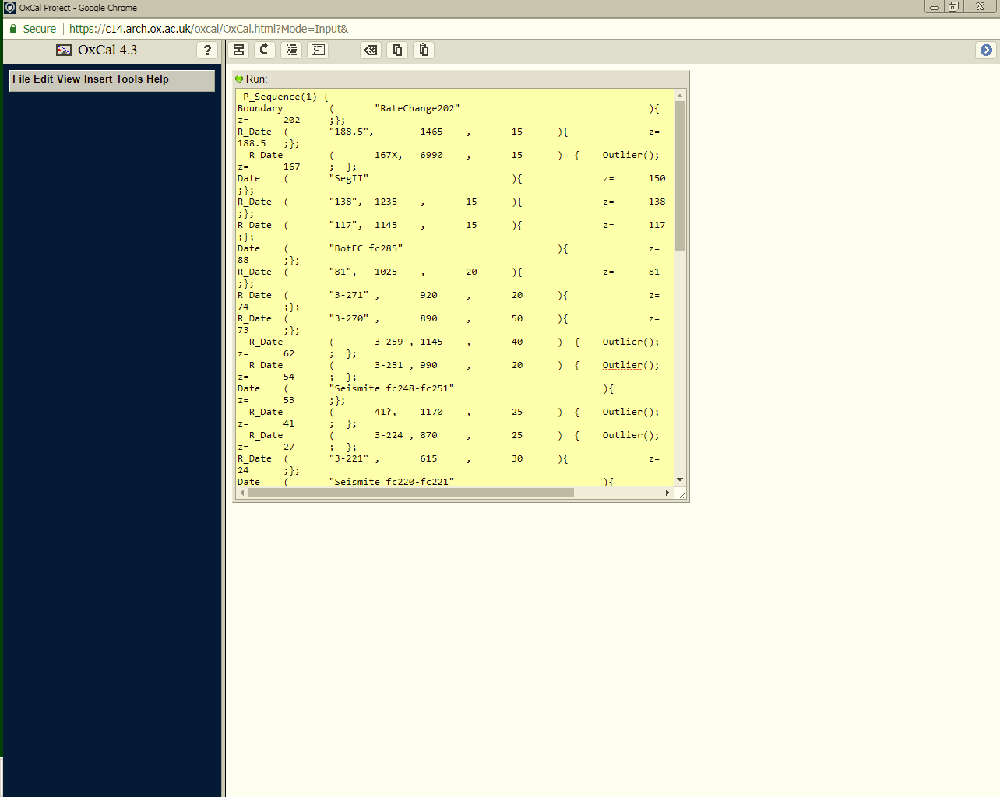 OxCal Project - Google Chrome
Secure https://c14.arch.ox.ac.uk/oxcal/OxCal.html?Mode=Input&
OxCal 4.3 ?
File Edit View Insert Tools Help
Run:
P_Sequence(1) {
Boundary ( "RateChange202" ){
z= 202 ;};
R_Date ( "188.5", 1465 , 15 ){ z=
188.5 ;};
R_Date ( 167X, 6990 , 15 ) { Outlier();
z= 167 ; };
Date ( "SegII" ){ z= 150
;};
R_Date ( "138", 1235 , 15 ){ z= 138
;};
R_Date ( "117", 1145 , 15 ){ z= 117
;};
Date ( "BotFC fc285" ){ z=
88 ;};
R_Date ( "81", 1025 , 20 ){ z= 81
;};
R_Date ( "3-271" , 920 , 20 ){ z=
74 ;};
R_Date ( "3-270" , 890 , 50 ){ z=
73 ;};
R_Date ( 3-259 , 1145 , 40 ) { Outlier();
z= 62 ; };
R_Date ( 3-251 , 990 , 20 ) { Outlier();
z= 54 ; };
Date ( "Seismite fc248-fc251" ){
z= 53 ;};
R_Date ( 41?, 1170 , 25 ) { Outlier();
z= 41 ; };
R_Date ( 3-224 , 870 , 25 ) { Outlier();
z= 27 ; };
R_Date ( "3-221" , 615 , 30 ){ z=
24 ;};
Date ( "Seismite fc220-fc221" ){